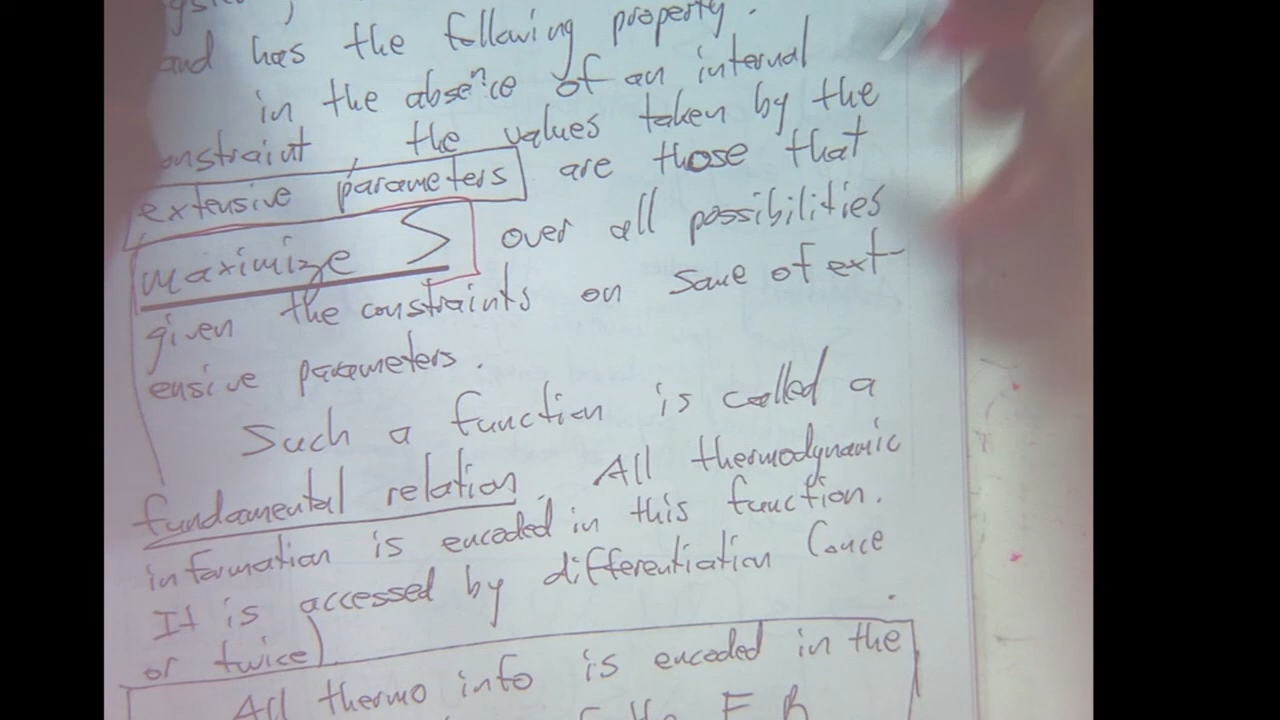 and has the following property.
in the absence of an internal
onstraint, the values taken by the
extensive parameters are those that
maximize S over all possibilities
given the constraints on some of ext-
ensive parameters.
Such a function is called a
fundamental relation. All thermodynamic
information is encoded in this function.
It is accessed by differentiation (once
or twice)
All thermo info is encoded in the
F R